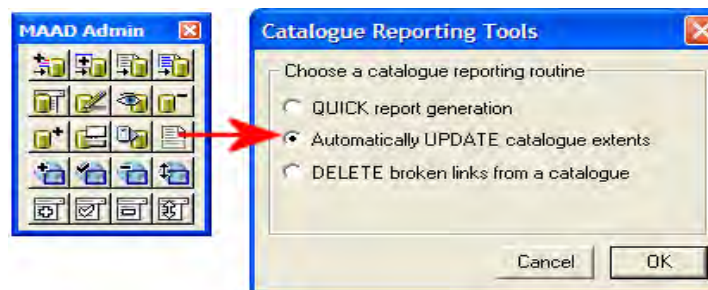 MAAD Admin
Catalogue Reporting Tools
Choose a catalogue reporting routine
QUICK report generation
Automatically UPDATE catalogue extents
DELETE broken links from a catalogue
Cancel
OK